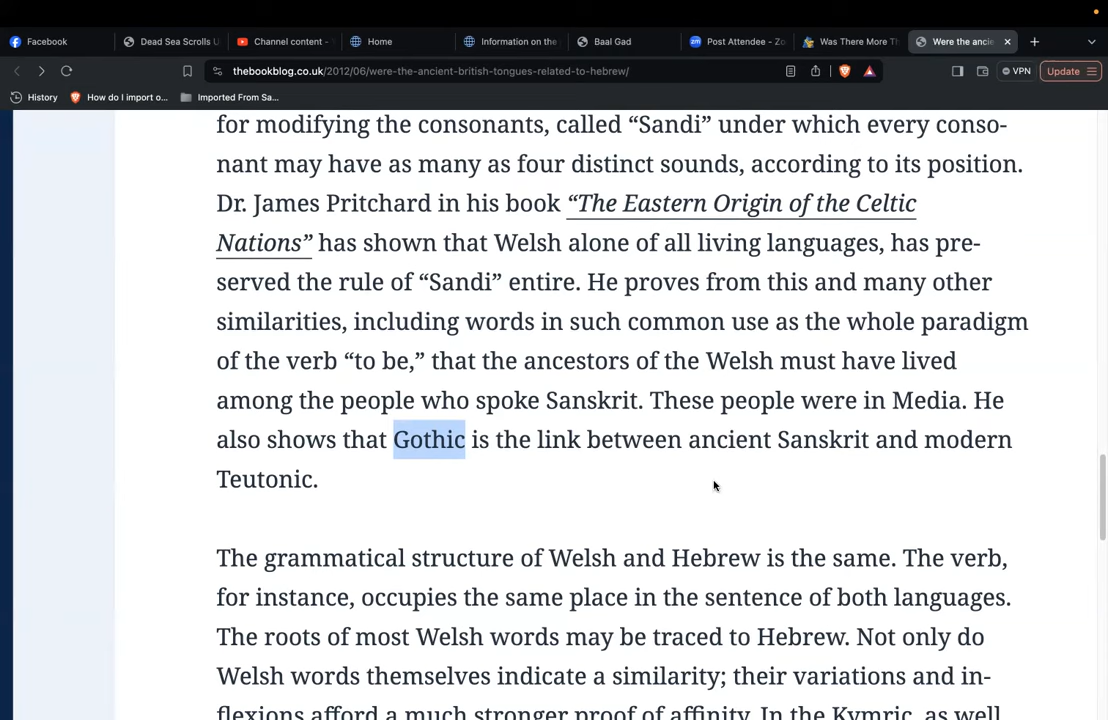 Facebook
Dead Sea Scrolls U
Channel content -
Home
Information on the
Baal Gad
Post Attendee - Zo
Was There More T
Were the ancie
thebookblog.co.uk/2012/06/were-the-ancient-british-tongues-related-to-hebrew/
VPN
Update
History
How do I import o...
Imported From Sa...
for modifying the consonants, called “Sandi” under which every conso-
nant may have as many as four distinct sounds, according to its position.
Dr. James Pritchard in his book “The Eastern Origin of the Celtic
Nations” has shown that Welsh alone of all living languages, has pre-
served the rule of “Sandi” entire. He proves from this and many other
similarities, including words in such common use as the whole paradigm
of the verb “to be,” that the ancestors of the Welsh must have lived
among the people who spoke Sanskrit. These people were in Media. He
also shows that Gothic is the link between ancient Sanskrit and modern
Teutonic.
The grammatical structure of Welsh and Hebrew is the same. The verb,
for instance, occupies the same place in the sentence of both languages.
The roots of most Welsh words may be traced to Hebrew. Not only do
Welsh words themselves indicate a similarity; their variations and in-
flexions afford a much stronger proof of affinity. In the Kymric, as well